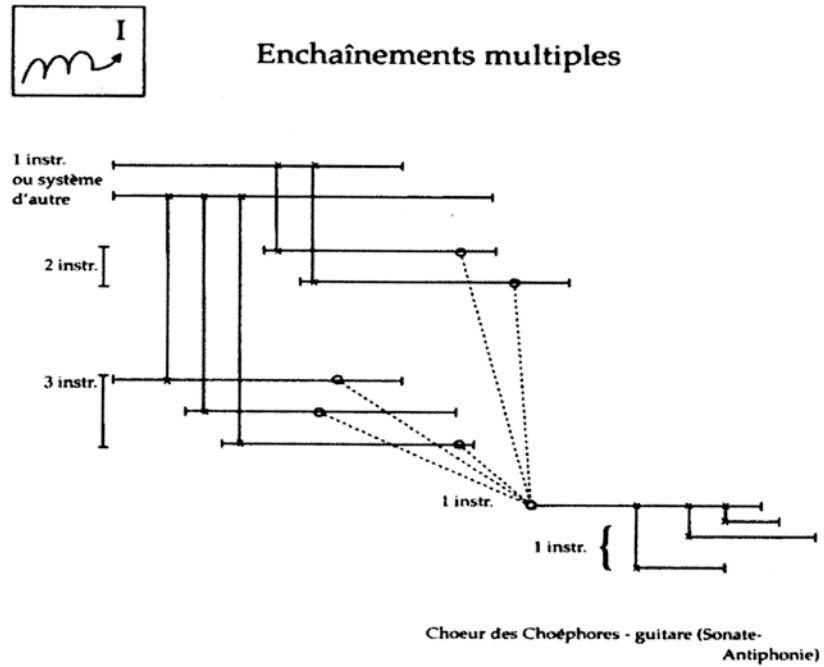 I
Enchaînements multiples
1 instr.
ou système
d'autre
2 instr.
3 instr.
1 instr.
1 instr.
Choeur des Choéphores - guitare (Sonate-
Antiphonie)